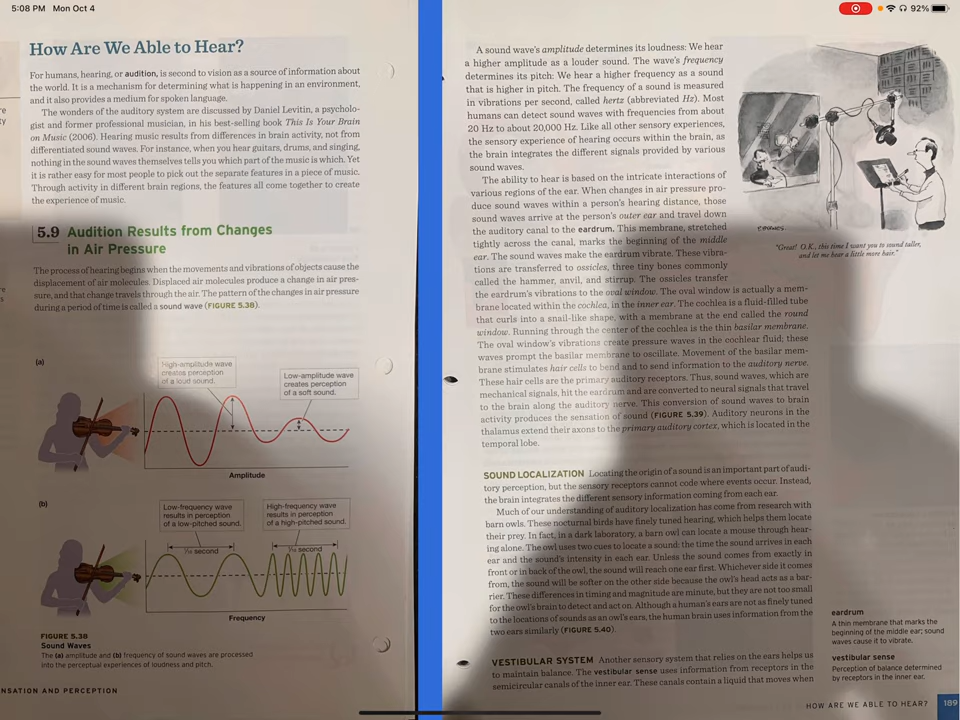 5:08 PM Mon Oct 4
92%
How Are We Able to Hear?
For humans, hearing, or audition, is second to vision as a source of information about
the world. It is a mechanism for determining what is happening in an environment,
and it also provides a medium for spoken language.
The wonders of the auditory system are discussed by Daniel Levitin, a psycholo-
gist and former professional musician, in his best-selling book This Is Your Brain
on Music (2006). Hearing music results from differences in brain activity, not from
differentiated sound waves. For instance, when you hear guitars, drums, and singing,
nothing in the sound waves themselves tells you which part of the music is which. Yet
it is rather easy for most people to pick out the separate features in a piece of music.
Through activity in different brain regions, the features all come together to create
the experience of music.
5.9 Audition Results from Changes
in Air Pressure
The process of hearing begins when the movements and vibrations of objects cause the
displacement of air molecules. Displaced air molecules produce a change in air pres-
sure, and that change travels through the air. The pattern of the changes in air pressure
during a period of time is called a sound wave (FIGURE 5.38).
(a)
High-amplitude wave
creates perception
of a loud sound.
Low-amplitude wave
creates perception
of a soft sound.
Amplitude
(b)
Low-frequency wave
results in perception
of a low-pitched sound.
High-frequency wave
results in perception
of a high-pitched sound.
second
second
Frequency
FIGURE 5.38
Sound Waves
The (a) amplitude and (b) frequency of sound waves are processed
into the perceptual experiences of loudness and pitch.
NSATION AND PERCEPTION
A sound wave's amplitude determines its loudness: We hear
a higher amplitude as a louder sound. The wave's frequency
determines its pitch: We hear a higher frequency as a sound
that is higher in pitch. The frequency of a sound is measured
in vibrations per second, called hertz (abbreviated Hz). Most
humans can detect sound waves with frequencies from about
20 Hz to about 20,000 Hz. Like all other sensory experiences,
the sensory experience of hearing occurs within the brain, as
the brain integrates the different signals provided by various
sound waves.
The ability to hear is based on the intricate interactions of
various regions of the ear. When changes in air pressure pro-
duce sound waves within a person's hearing distance, those
sound waves arrive at the person's outer ear and travel down
the auditory canal to the eardrum. This membrane, stretched
tightly across the canal, marks the beginning of the middle
ear. The sound waves make the eardrum vibrate. These vibra-
tions are transferred to ossicles, three tiny bones commonly
called the hammer, anvil, and stirrup. The ossicles transfer
the eardrum's vibrations to the oval window. The oval window is actually a mem-
brane located within the cochlea, in the inner ear. The cochlea is a fluid-filled tube
that curls into a snail-like shape, with a membrane at the end called the round
window. Running through the center of the cochlea is the thin basilar membrane.
The oval window's vibrations create pressure waves in the cochlear fluid; these
waves prompt the basilar membrane to oscillate. Movement of the basilar mem-
brane stimulates hair cells to bend and to send information to the auditory nerve.
These hair cells are the primary auditory receptors. Thus, sound waves, which are
mechanical signals, hit the eardrum and are converted to neural signals that travel
to the brain along the auditory nerve. This conversion of sound waves to brain
activity produces the sensation of sound (FIGURE 5.39). Auditory neurons in the
thalamus extend their axons to the primary auditory cortex, which is located in the
temporal lobe.
"Great! O.K., this time I want you to sound taller,
and let me hear a little more hair."
SOUND LOCALIZATION Locating the origin of a sound is an important part of audi-
tory perception, but the sensory receptors cannot code where events occur. Instead,
the brain integrates the different sensory information coming from each ear.
Much of our understanding of auditory localization has come from research with
barn owls. These nocturnal birds have finely tuned hearing, which helps them locate
their prey. In fact, in a dark laboratory, a barn owl can locate a mouse through hear-
ing alone. The owl uses two cues to locate a sound: the time the sound arrives in each
ear and the sound's intensity in each ear. Unless the sound comes from exactly in
front or in back of the owl, the sound will reach one ear first. Whichever side it comes
from, the sound will be softer on the other side because the owl's head acts as a bar-
rier. These differences in timing and magnitude are minute, but they are not too small
for the owl's brain to detect and act on. Although a human's ears are not as finely tuned
to the locations of sounds as an owl's ears, the human brain uses information from the
two ears similarly (FIGURE 5.40).
VESTIBULAR SYSTEM Another sensory system that relies on the ears helps us
to maintain balance. The vestibular sense uses information from receptors in the
semicircular canals of the inner ear. These canals contain a liquid that moves when
eardrum
A thin membrane that marks the
beginning of the middle ear; sound
waves cause it to vibrate.
vestibular sense
Perception of balance determined
by receptors in the inner ear.
HOW ARE WE ABLE TO HEAR? 189